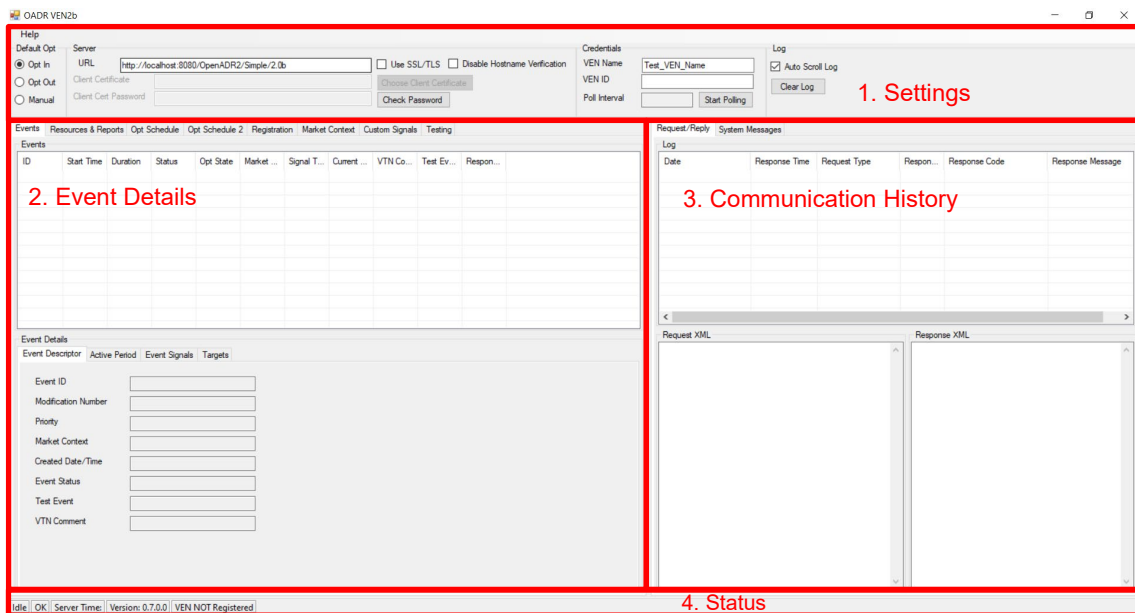 OADR VEN2b
Help
Default Opt
Opt In
Opt Out
Manual
Server
URL http://localhost:8080/OpenADR2/Simple/2.0b Use SSL/TLS Disable Hostname Verification
Client Certificate Choose Client Certificate
Client Cert Password Check Password
Credentials
VEN Name Test_VEN_Name
VEN ID
Poll Interval Start Polling
Log
Auto Scroll Log
Clear Log
1. Settings
Events Resources & Reports Opt Schedule Opt Schedule 2 Registration Market Context Custom Signals Testing
Events
ID Start Time Duration Status Opt State Market ... Signal T... Current ... VTN Co... Test Ev... Respon...
2. Event Details
Event Details
Event Descriptor Active Period Event Signals Targets
Event ID
Modification Number
Priority
Market Context
Created Date/Time
Event Status
Test Event
VTN Comment
Request/Reply System Messages
Log
Date Response Time Request Type Respon... Response Code Response Message
3. Communication History
Request XML Response XML
Idle OK Server Time: Version: 0.7.0.0 VEN NOT Registered
4. Status